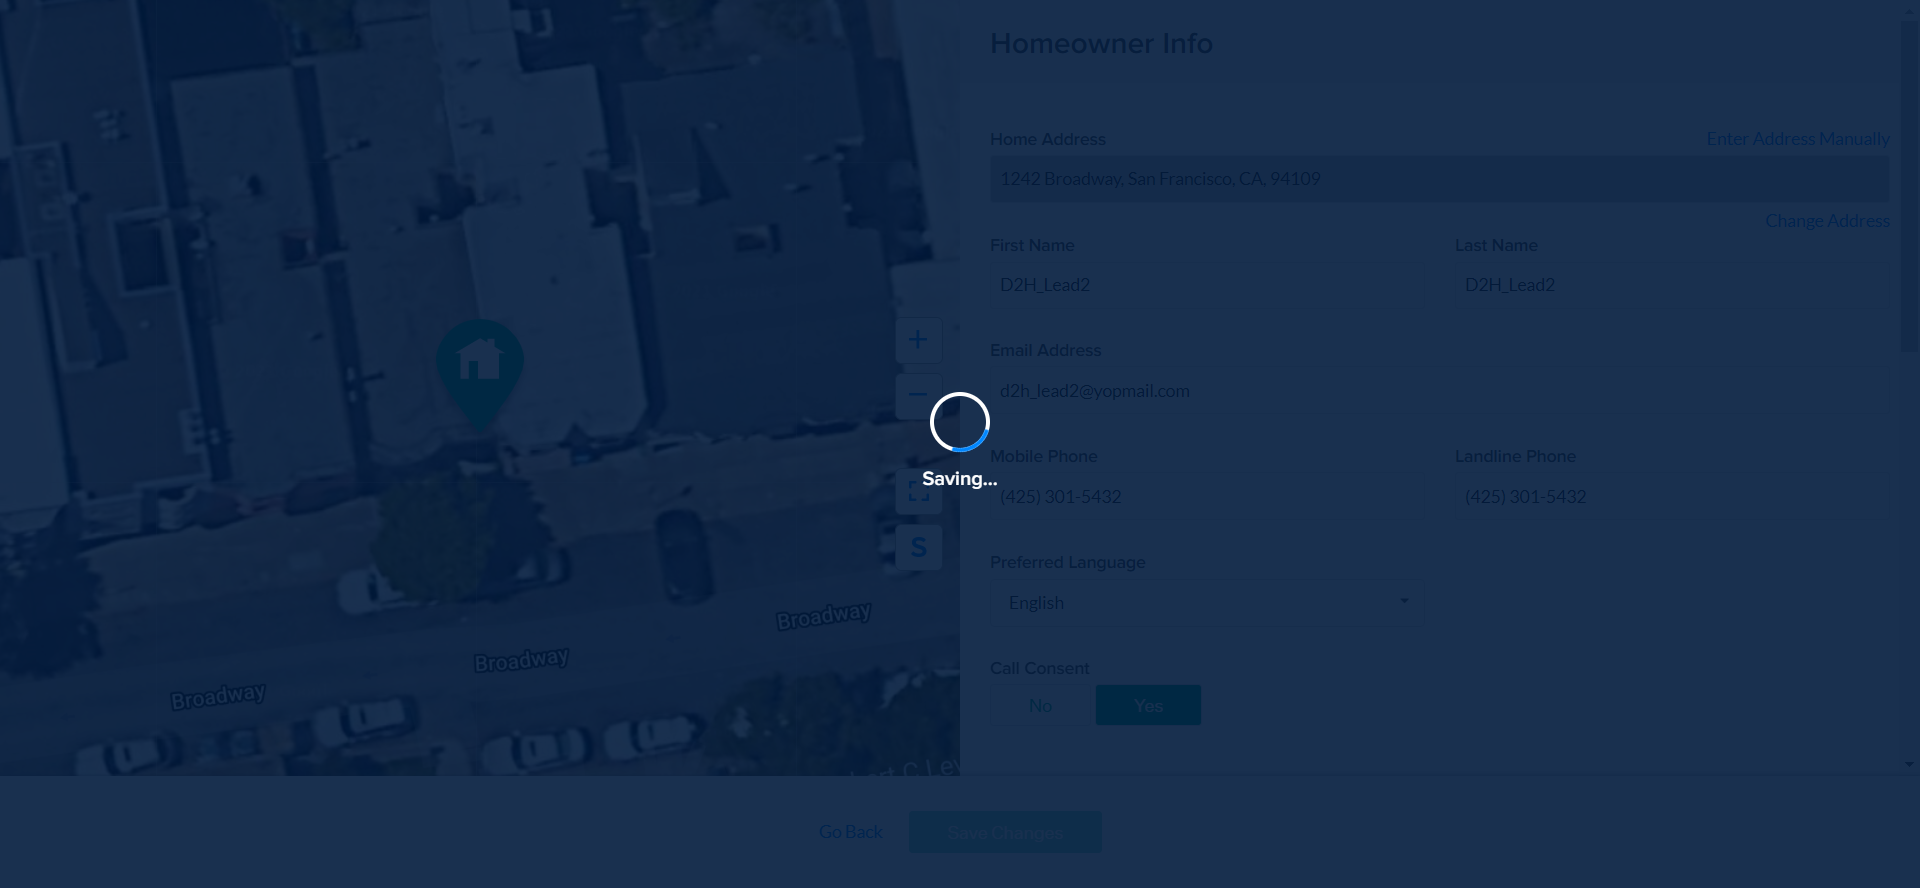 Homeowner Info
Home Address
Enter Address Manually
1242 Broadway, San Francisco, CA, 94109
Change Address
First Name
Last Name
D2H_Lead2
D2H_Lead2
Email Address
d2h_lead2@yopmail.com
Mobile Phone
Landline Phone
Saving...
(425) 301-5432
(425) 301-5432
S
Preferred Language
English
Broadway
Broadway
Broadway
Call Consent
No
Yes
Go Back
Save Changes